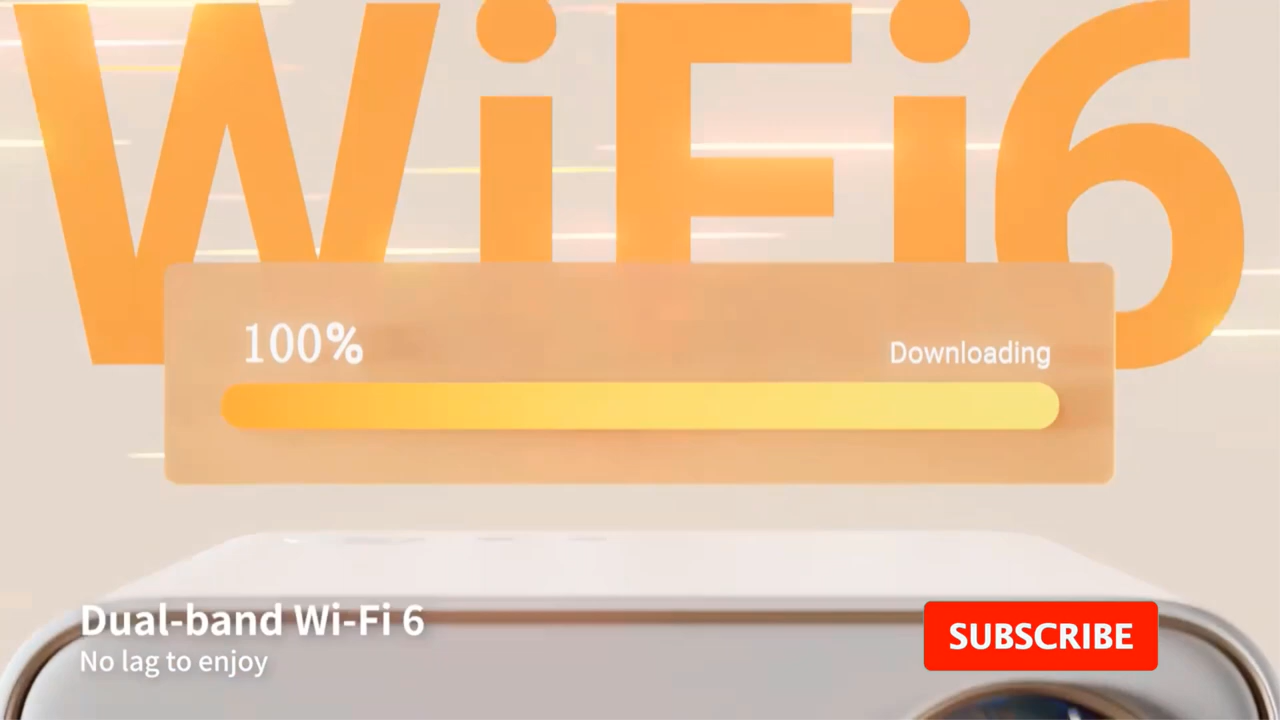 WiFi6
100%
Downloading
Dual-band Wi-Fi 6
No lag to enjoy
SUBSCRIBE